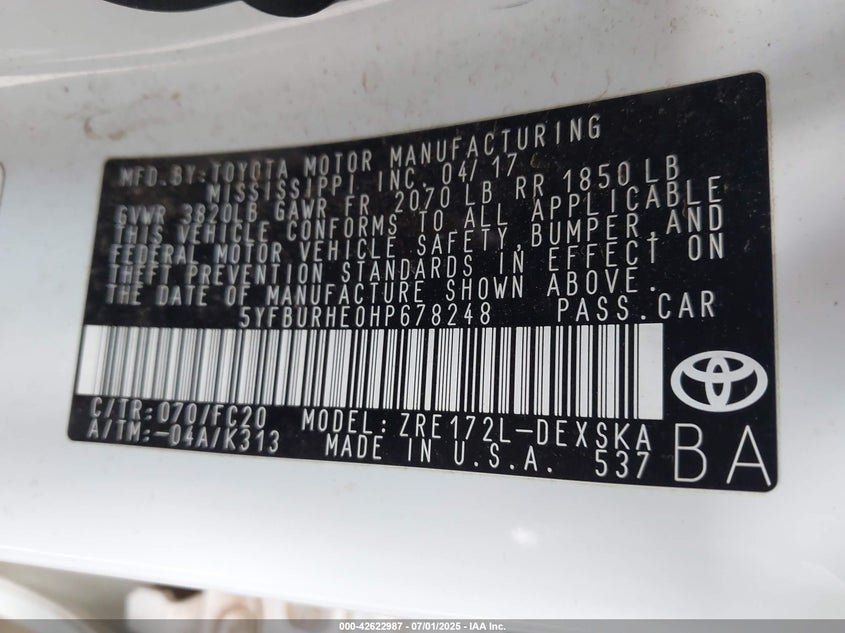 MFD.BY:TOYOTA MOTOR MANUFACTURING
MISSISSIPPI, INC. 04/17
GVWR 3820LB GAWR FR 2070 LB RR 1850 LB
THIS VEHICLE CONFORMS TO ALL APPLICABLE
FEDERAL MOTOR VEHICLE SAFETY,BUMPER,AND
THEFT PREVENTION STANDARDS IN EFFECT ON
THE DATE OF MANUFACTURE SHOWN ABOVE.
5YFBURHE0HP678248 PASS.CAR
C/TR:070/FC20 MODEL:ZRE172L-DEXSKA
A/TM:-04A/K313 MADE IN U.S.A. 537
BA
000-42622987 - 07/01/2025 - IAA Inc.